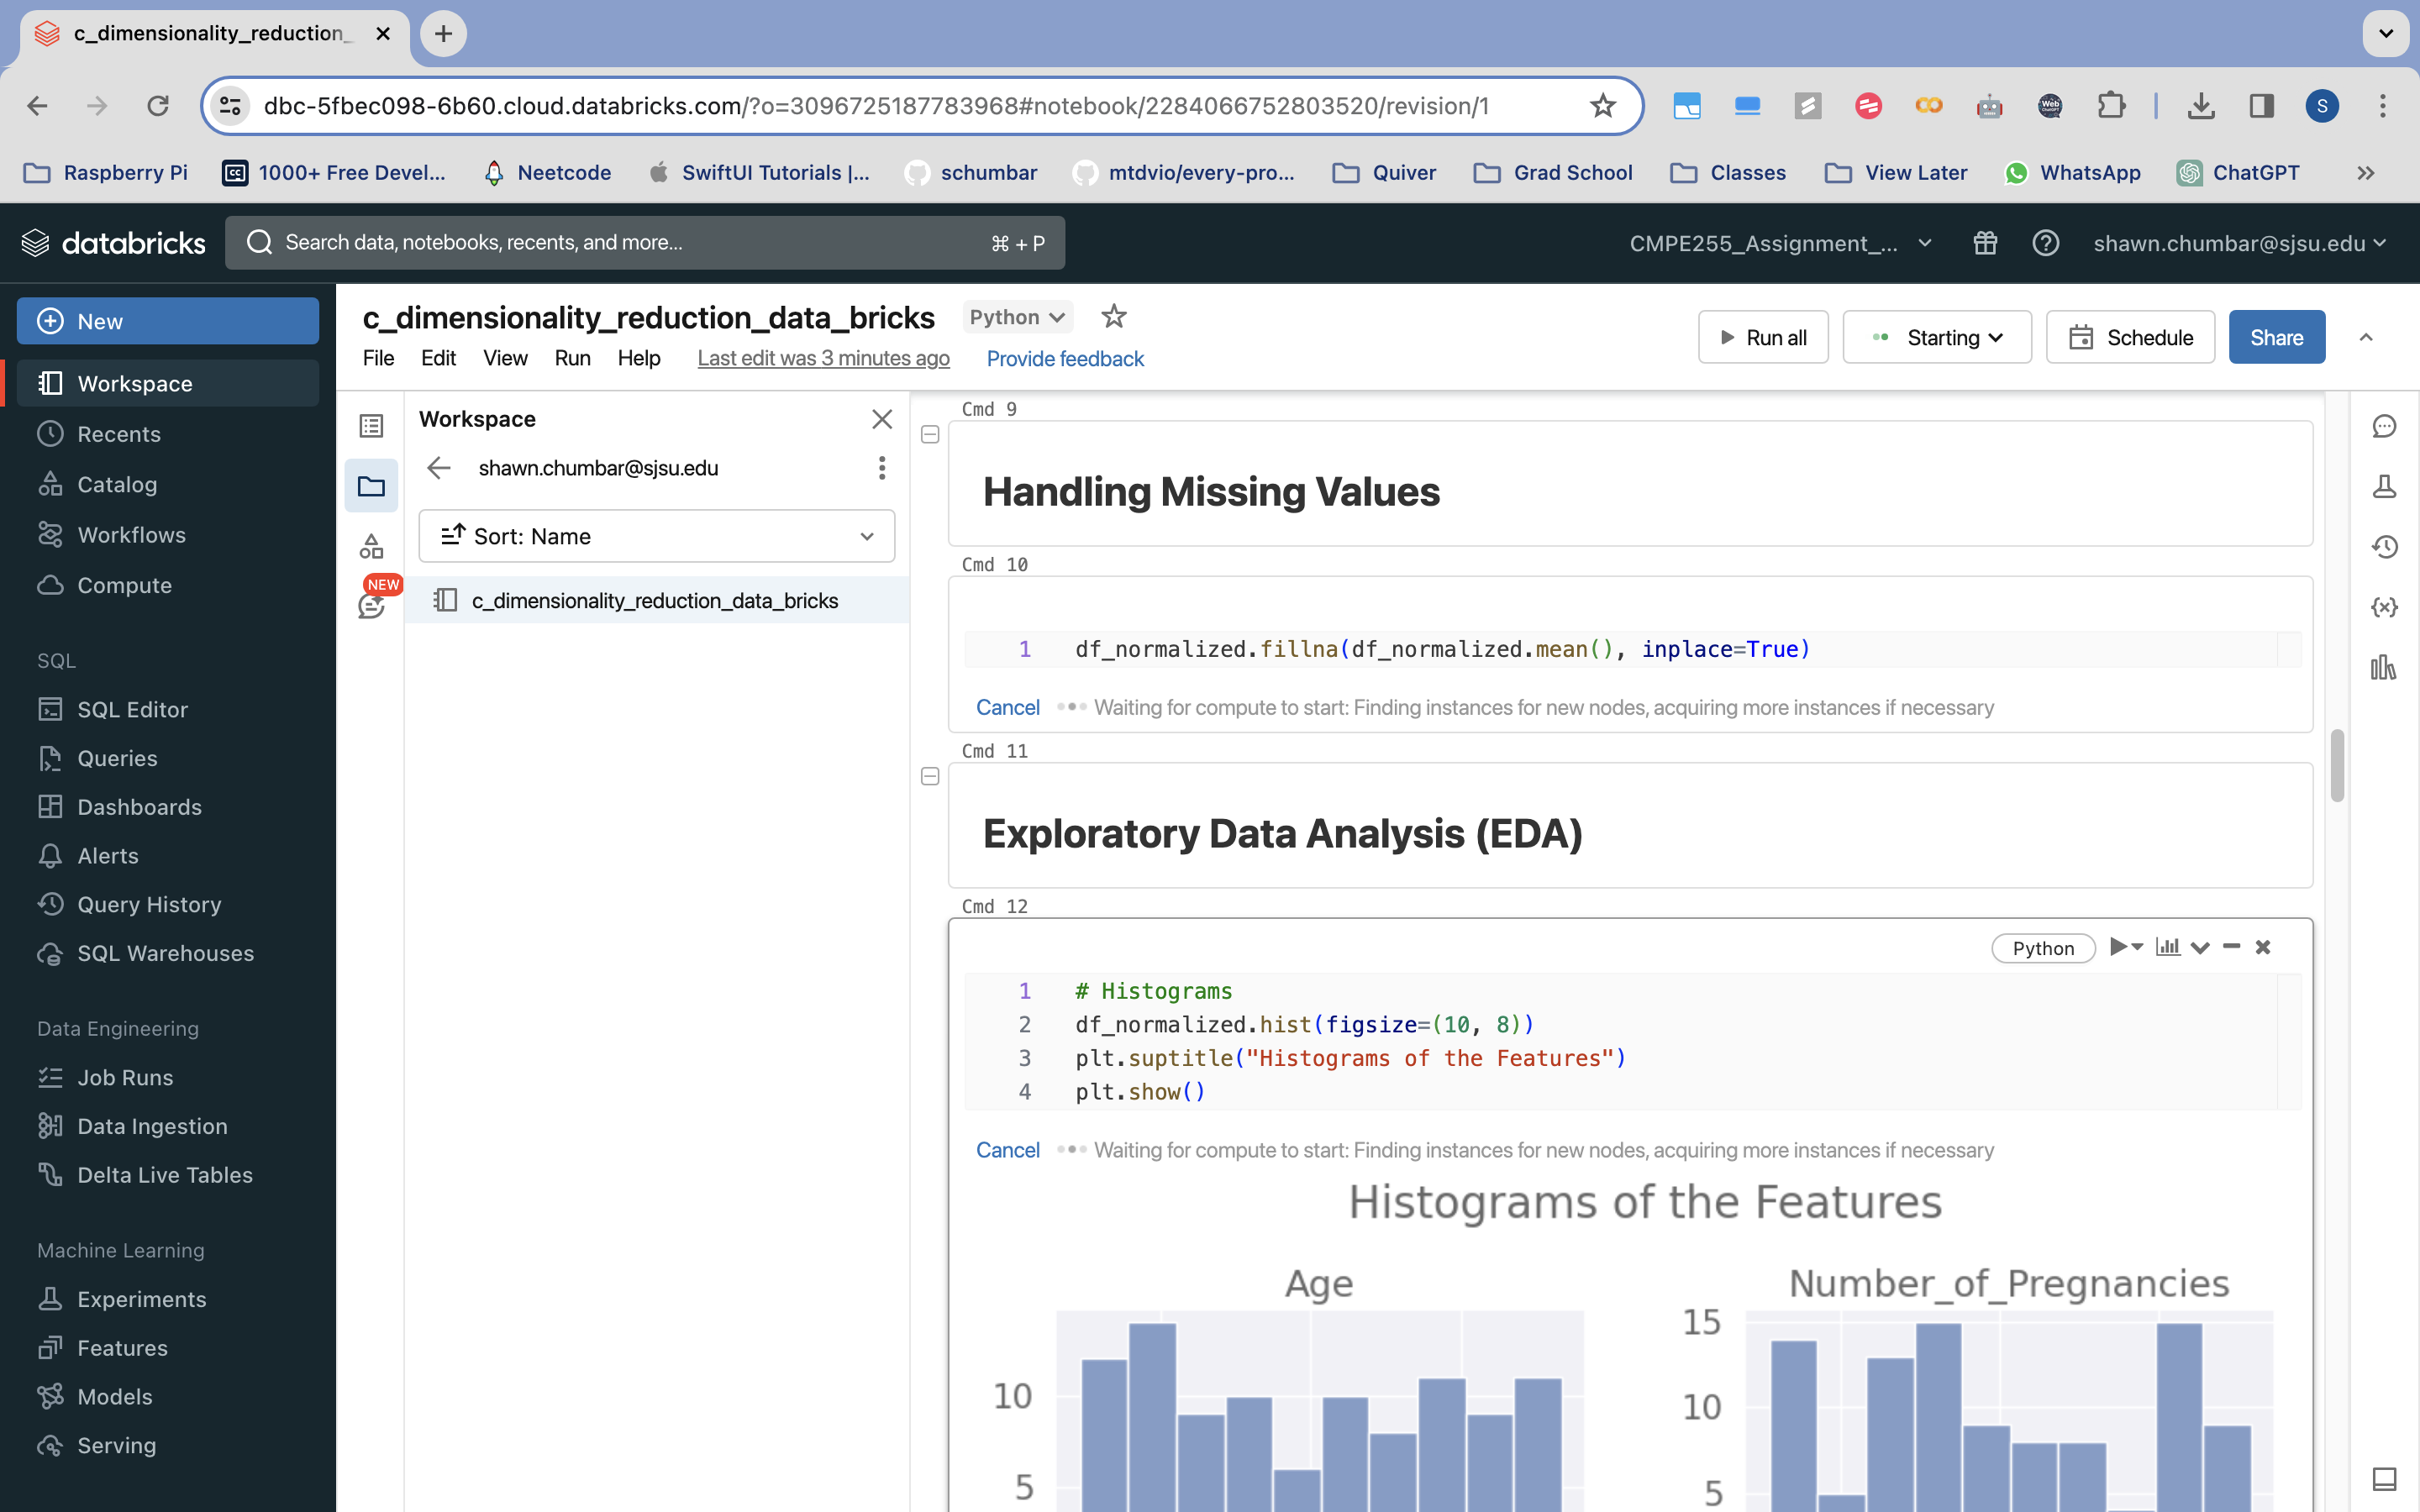 c_dimensionality_reduction_
dbc-5fbec098-6b60.cloud.databricks.com/?o=3096725187783968#notebook/2284066752803520/revision/1
S
Raspberry Pi
1000+ Free Devel...
Neetcode
SwiftUI Tutorials |...
schumbar
mtdvio/every-pro...
Quiver
Grad School
Classes
View Later
WhatsApp
ChatGPT
databricks
Search data, notebooks, recents, and more...
⌘ + P
CMPE255_Assignment_...
shawn.chumbar@sjsu.edu
New
Workspace
Recents
Catalog
Workflows
Compute
SQL
SQL Editor
Queries
Dashboards
Alerts
Query History
SQL Warehouses
Data Engineering
Job Runs
Data Ingestion
Delta Live Tables
Machine Learning
Experiments
Features
Models
Serving
c_dimensionality_reduction_data_bricks
Python
File Edit View Run Help Last edit was 3 minutes ago Provide feedback
Run all
Starting
Schedule
Share
NEW
Workspace
shawn.chumbar@sjsu.edu
Sort: Name
c_dimensionality_reduction_data_bricks
Cmd 9
Handling Missing Values
Cmd 10
1 df_normalized.fillna(df_normalized.mean(), inplace=True)
Cancel Waiting for compute to start: Finding instances for new nodes, acquiring more instances if necessary
Cmd 11
Exploratory Data Analysis (EDA)
Cmd 12
Python
1 # Histograms
2 df_normalized.hist(figsize=(10, 8))
3 plt.suptitle("Histograms of the Features")
4 plt.show()
Cancel Waiting for compute to start: Finding instances for new nodes, acquiring more instances if necessary
Histograms of the Features
Age
10
5
Number_of_Pregnancies
15
10
5